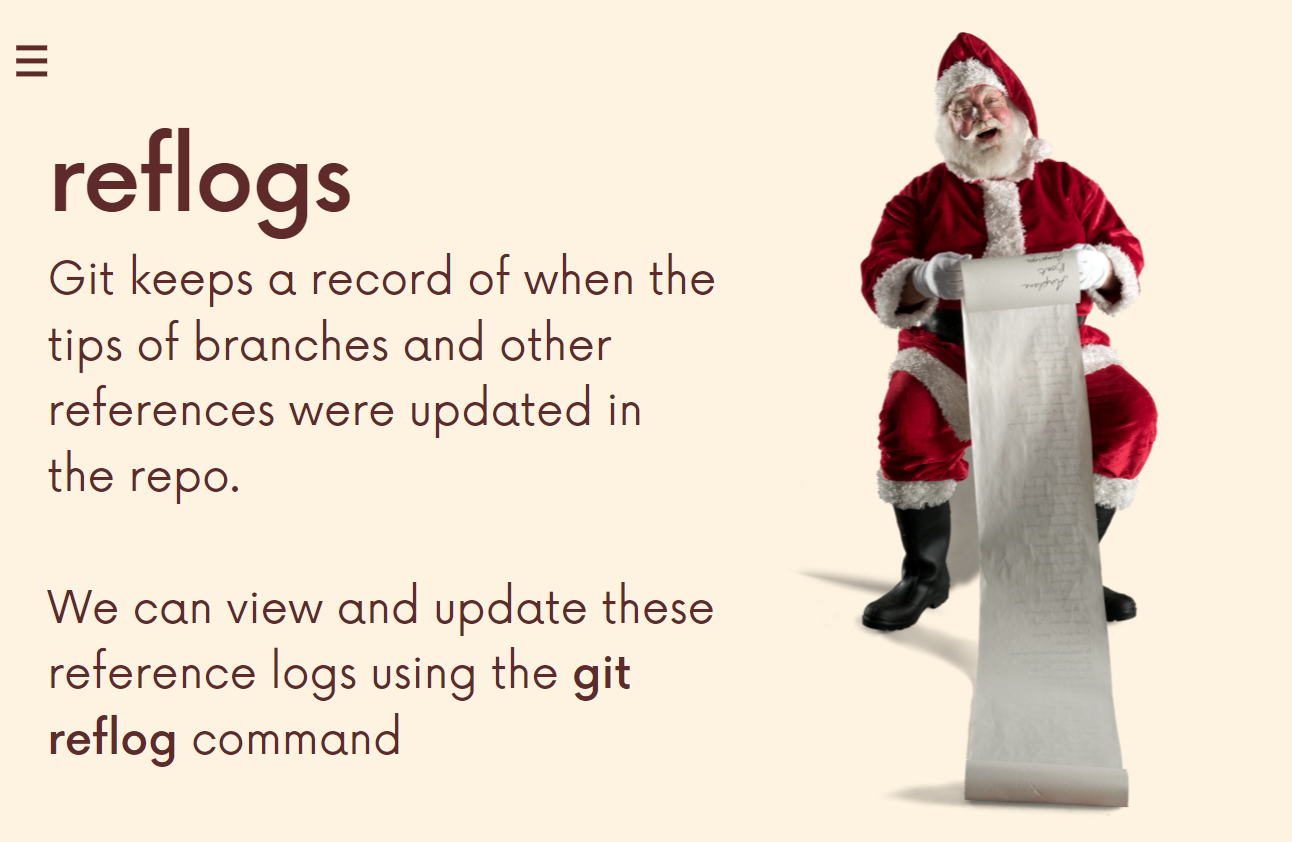 reflogs
Git keeps a record of when the
tips of branches and other
references were updated in
the repo.
We can view and update these
reference logs using the git
reflog command